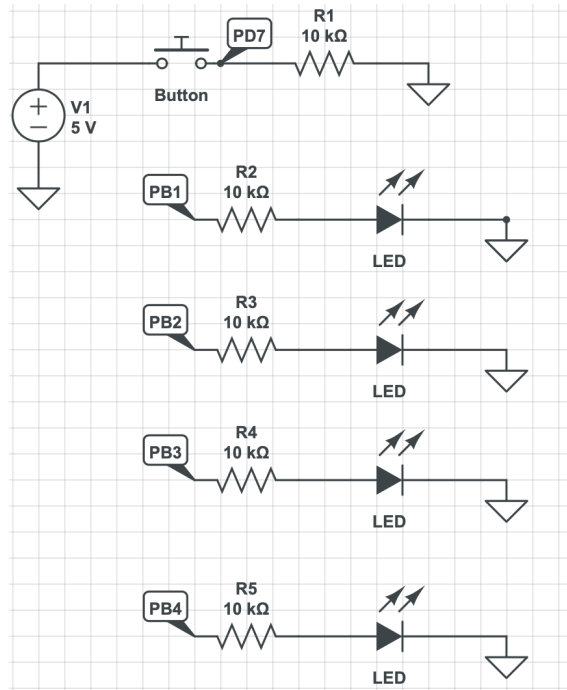 R1
10 kΩ
PD7
Button
+
−
V1
5 V
R2
10 kΩ
PB1
LED
R3
10 kΩ
PB2
LED
R4
10 kΩ
PB3
LED
R5
10 kΩ
PB4
LED